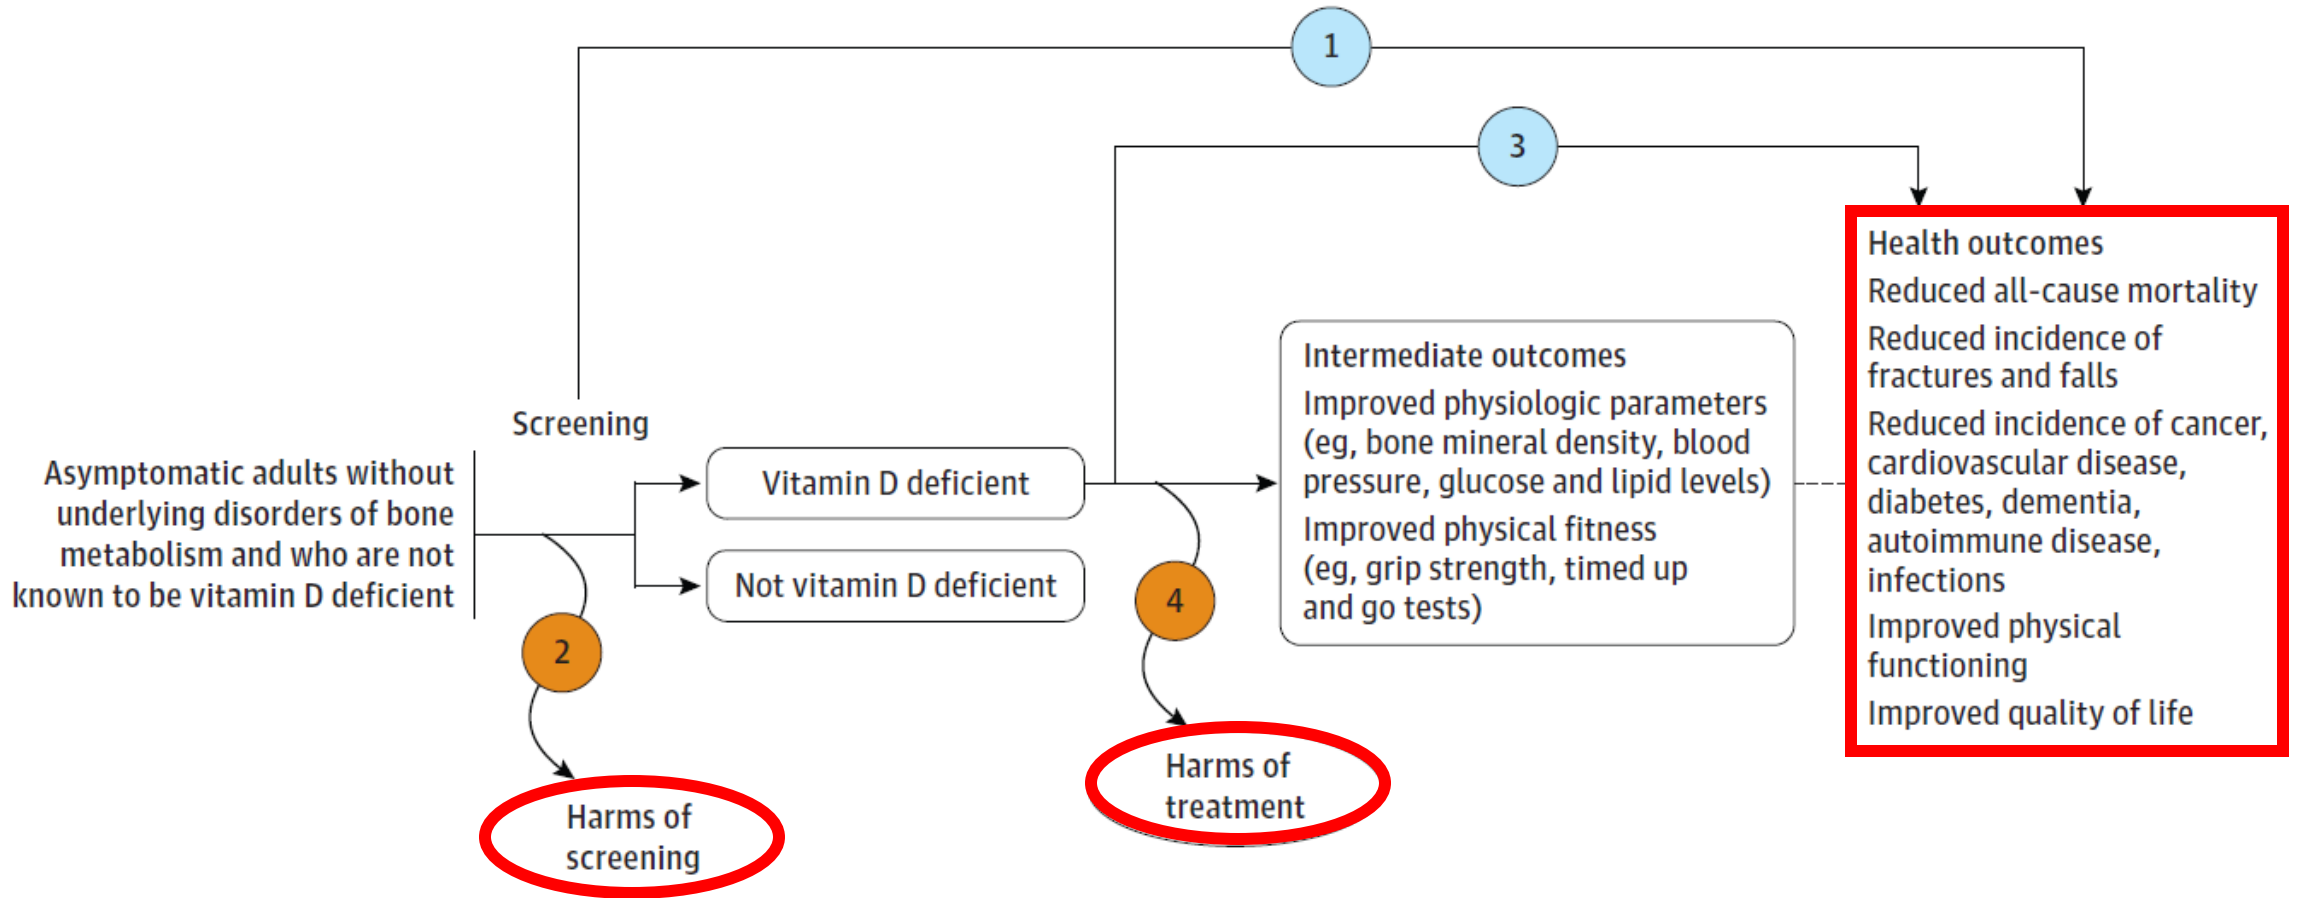 1
3
Screening
Asymptomatic adults without
underlying disorders of bone
metabolism and who are not
known to be vitamin D deficient
Vitamin D deficient
Not vitamin D deficient
2
Harms of
screening
4
Harms of
treatment
Intermediate outcomes
Improved physiologic parameters
(eg, bone mineral density, blood
pressure, glucose and lipid levels)
Improved physical fitness
(eg, grip strength, timed up
and go tests)
Health outcomes
Reduced all-cause mortality
Reduced incidence of
fractures and falls
Reduced incidence of cancer,
cardiovascular disease,
diabetes, dementia,
autoimmune disease,
infections
Improved physical
functioning
Improved quality of life